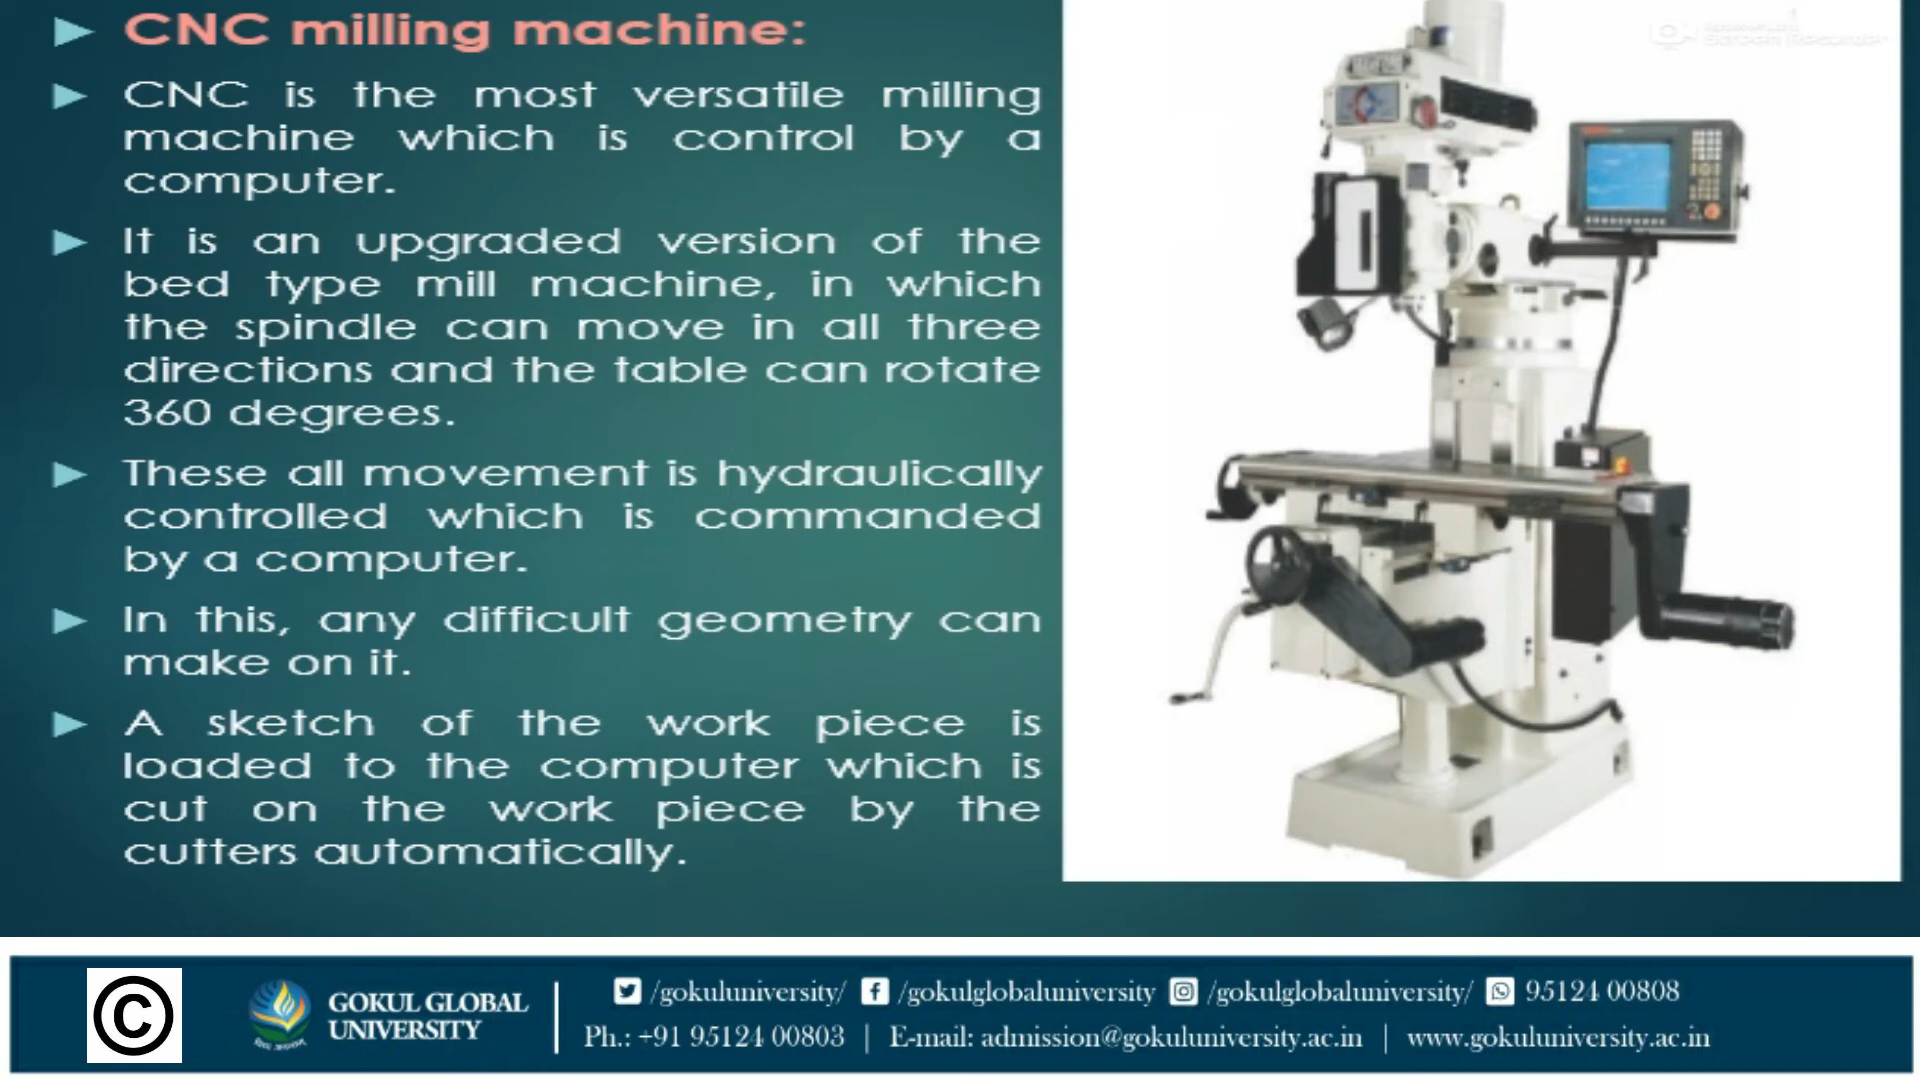 CNC milling machine:
CNC is the most versatile milling
machine which is control by a
computer.
It is an upgraded version of the
bed type mill machine, in which
the spindle can move in all three
directions and the table can rotate
360 degrees.
These all movement is hydraulically
controlled which is commanded
by a computer.
In this, any difficult geometry can
make on it.
A sketch of the work piece is
loaded to the computer which is
cut on the work piece by the
cutters automatically.
Screen Recorder
©
GOKUL GLOBAL
UNIVERSITY
/gokuluniversity/ /gokulglobaluniversity /gokulglobaluniversity/ 95124 00808
Ph.: +91 95124 00803 | E-mail: admission@gokuluniversity.ac.in | www.gokuluniversity.ac.in